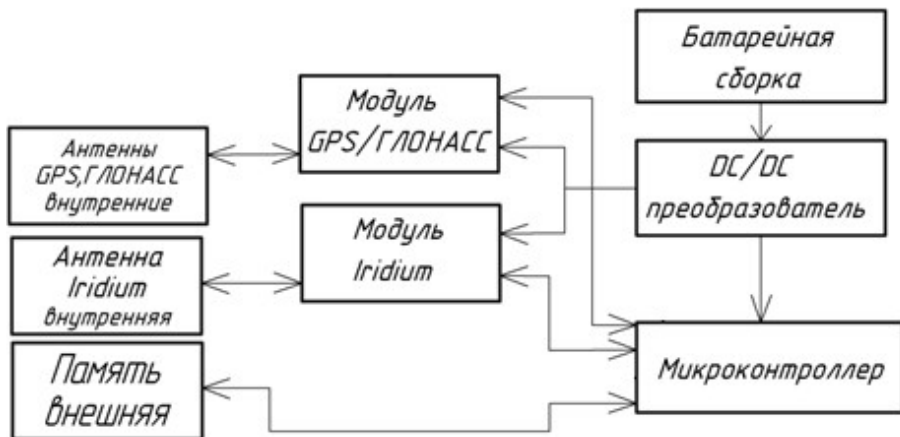 Батарейная
сборка
Модуль
GPS/ГЛОНАСС
Антенны
GPS,ГЛОНАСС
внутренние
DC/DC
преобразователь
Модуль
Iridium
Антенна
Iridium
внутренняя
Память
внешняя
Микроконтроллер